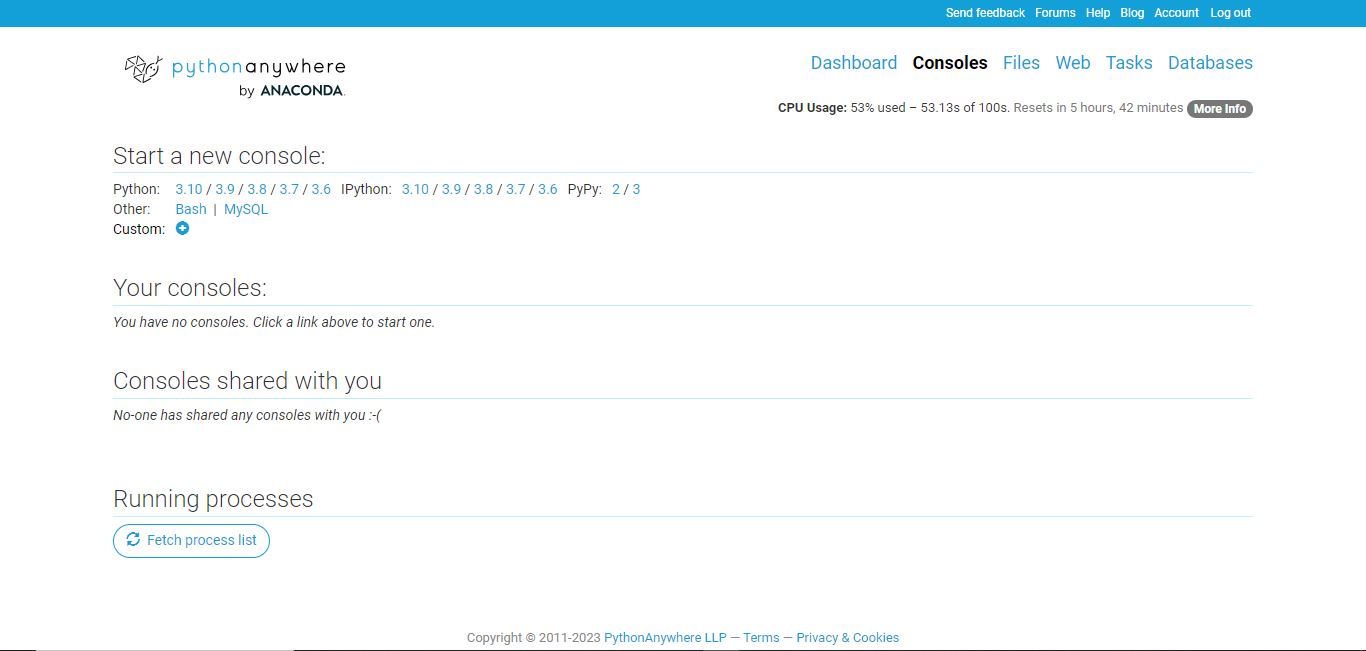 Send feedback Forums Help Blog Account Log out
pythonanywhere
by ANACONDA.
Dashboard Consoles Files Web Tasks Databases
CPU Usage: 53% used – 53.13s of 100s. Resets in 5 hours, 42 minutes More Info
Start a new console:
Python: 3.10 / 3.9 / 3.8 / 3.7 / 3.6 IPython: 3.10 / 3.9 / 3.8 / 3.7 / 3.6 PyPy: 2 / 3
Other: Bash | MySQL
Custom:
Your consoles:
You have no consoles. Click a link above to start one.
Consoles shared with you
No-one has shared any consoles with you :-(
Running processes
Fetch process list
Copyright © 2011-2023 PythonAnywhere LLP — Terms — Privacy & Cookies